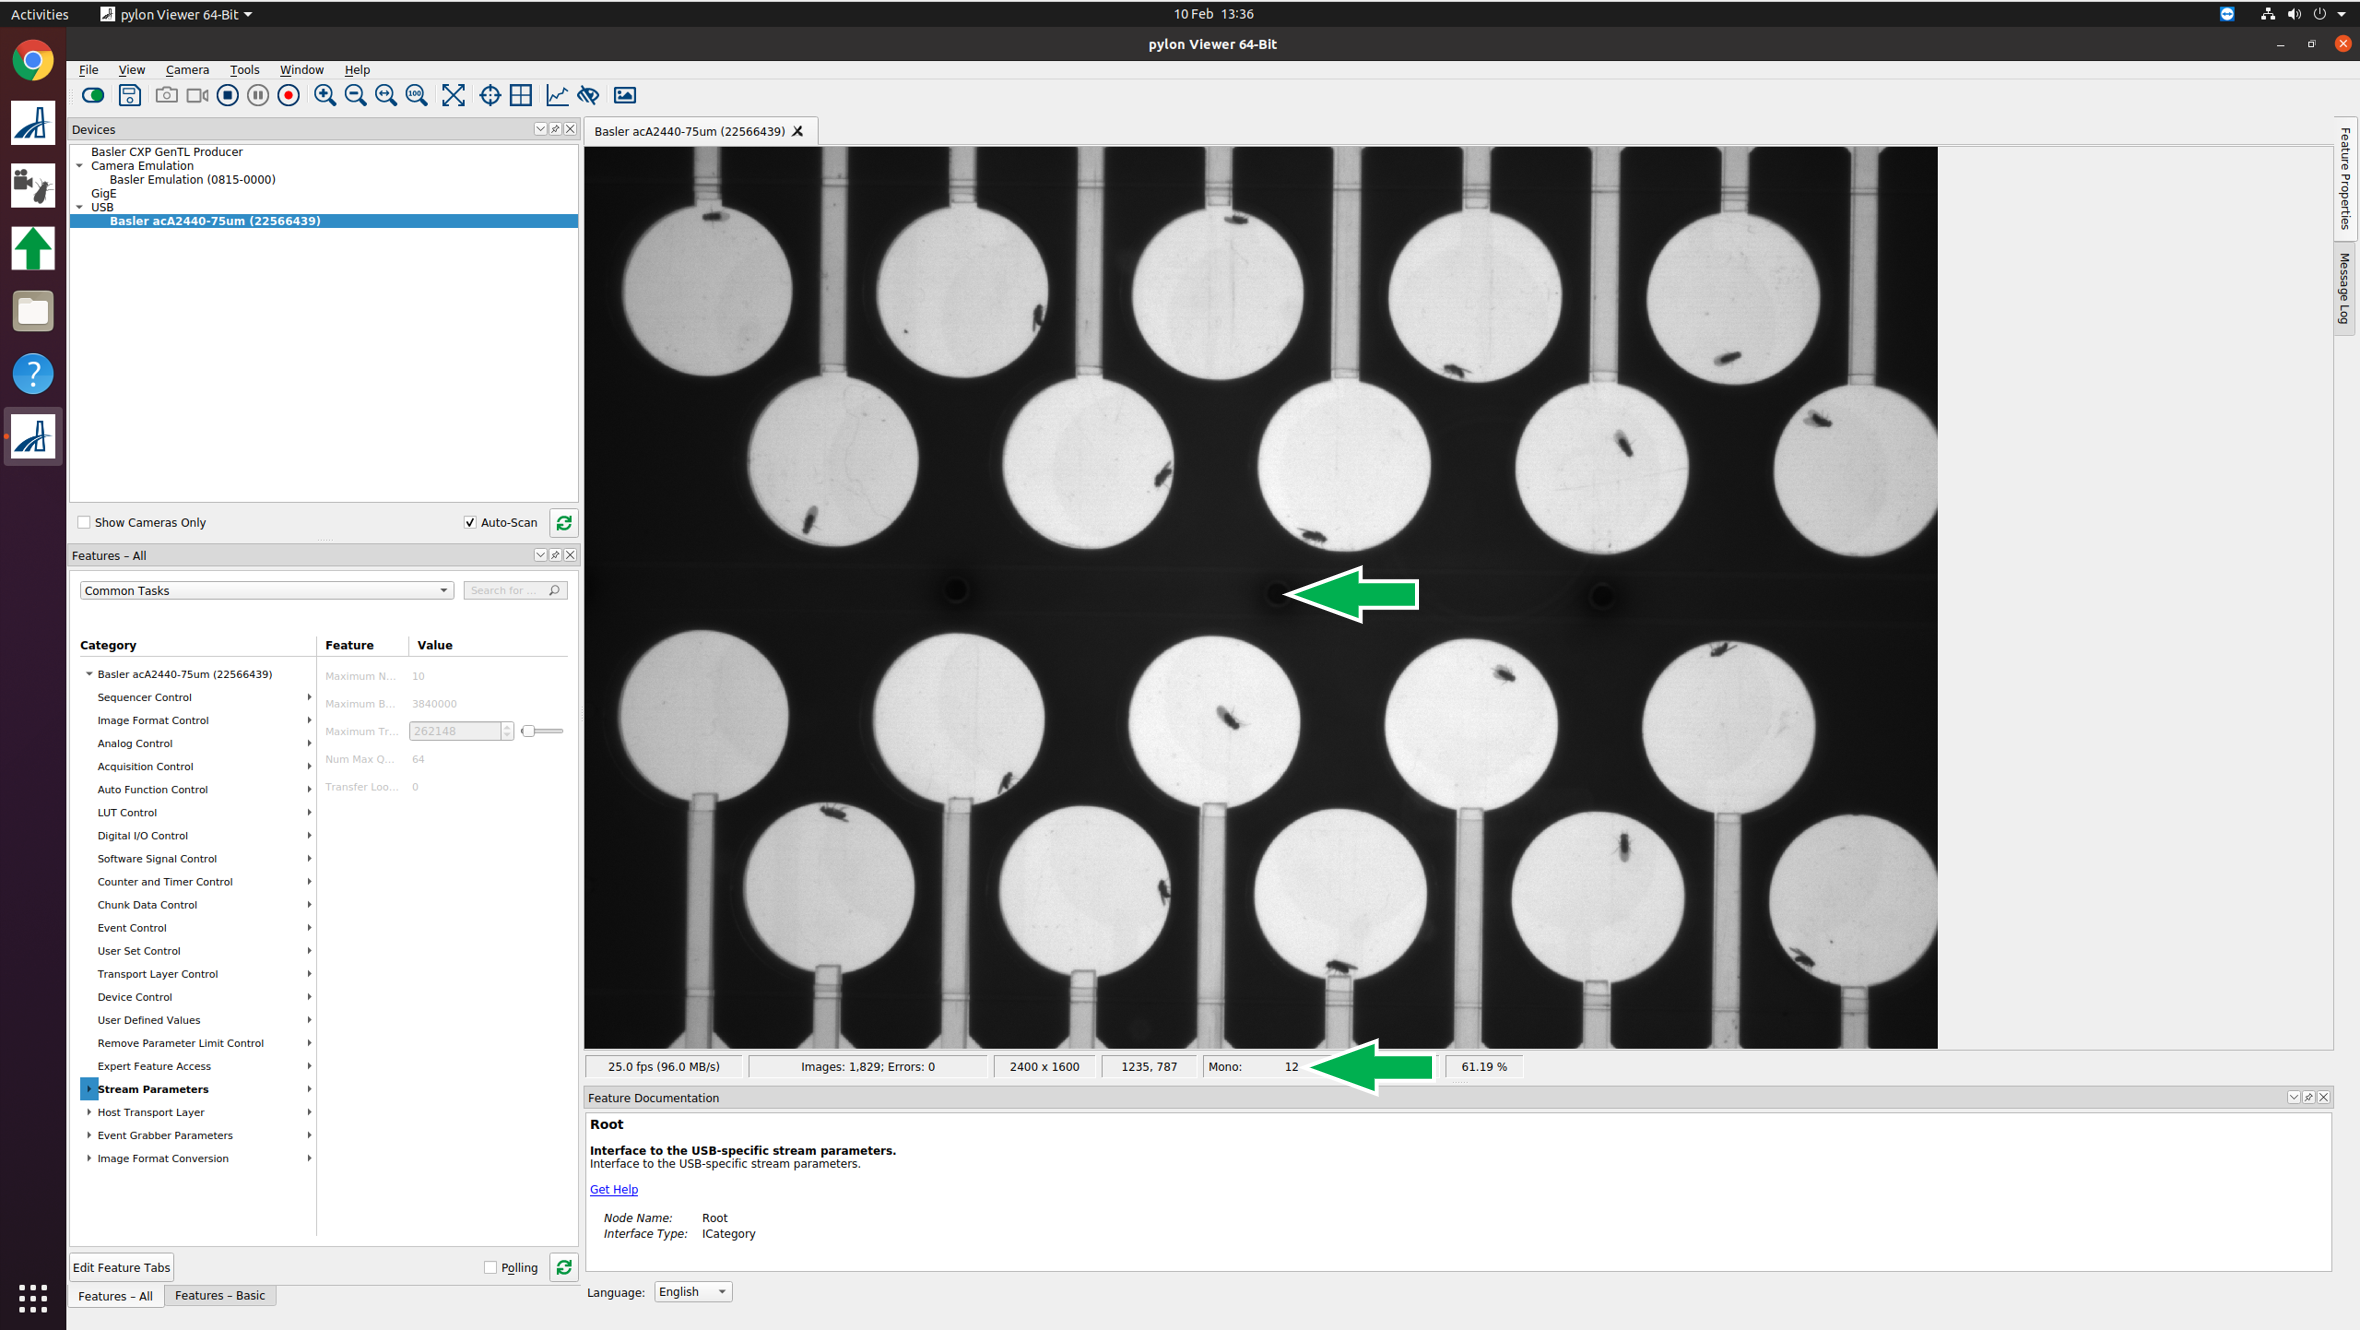 Activities
pylon Viewer 64-Bit
10 Feb 13:36
pylon Viewer 64-Bit
File View Camera Tools Window Help
100
Devices
Basler CXP GenTL Producer
Camera Emulation
Basler Emulation (0815-0000)
GigE
USB
Basler acA2440-75um (22566439)
Show Cameras Only
Auto-Scan
Features – All
Common Tasks
Search for ...
Category Feature Value
Basler acA2440-75um (22566439)
Sequencer Control
Image Format Control
Analog Control
Acquisition Control
Auto Function Control
LUT Control
Digital I/O Control
Software Signal Control
Counter and Timer Control
Chunk Data Control
Event Control
User Set Control
Transport Layer Control
Device Control
User Defined Values
Remove Parameter Limit Control
Expert Feature Access
Stream Parameters
Host Transport Layer
Event Grabber Parameters
Image Format Conversion
Maximum N... 10
Maximum B... 3840000
Maximum Tr... 262148
Num Max Q... 64
Transfer Loo... 0
Edit Feature Tabs
Polling
Features – All Features – Basic
Basler acA2440-75um (22566439)
25.0 fps (96.0 MB/s) Images: 1,829; Errors: 0 2400 x 1600 1235, 787 Mono: 12 61.19 %
Feature Documentation
Root
Interface to the USB-specific stream parameters.
Interface to the USB-specific stream parameters.
Get Help
Node Name: Root
Interface Type: ICategory
Language: English
Feature Properties
Message Log